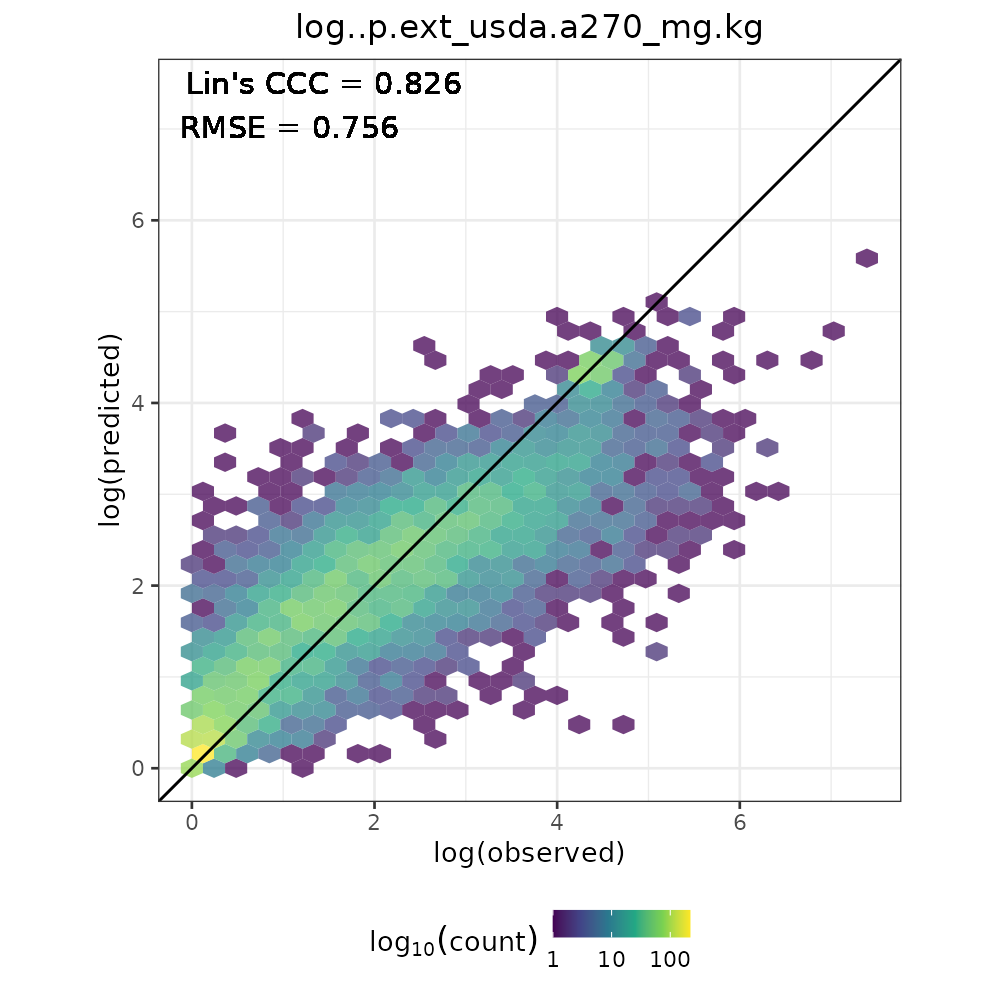 log..p.ext_usda.a270_mg.kg
Lin's CCC = 0.826
RMSE = 0.756
log(predicted)
6
4
2
0
0 2 4 6
log(observed)
log₁₀(count)
1 10 100